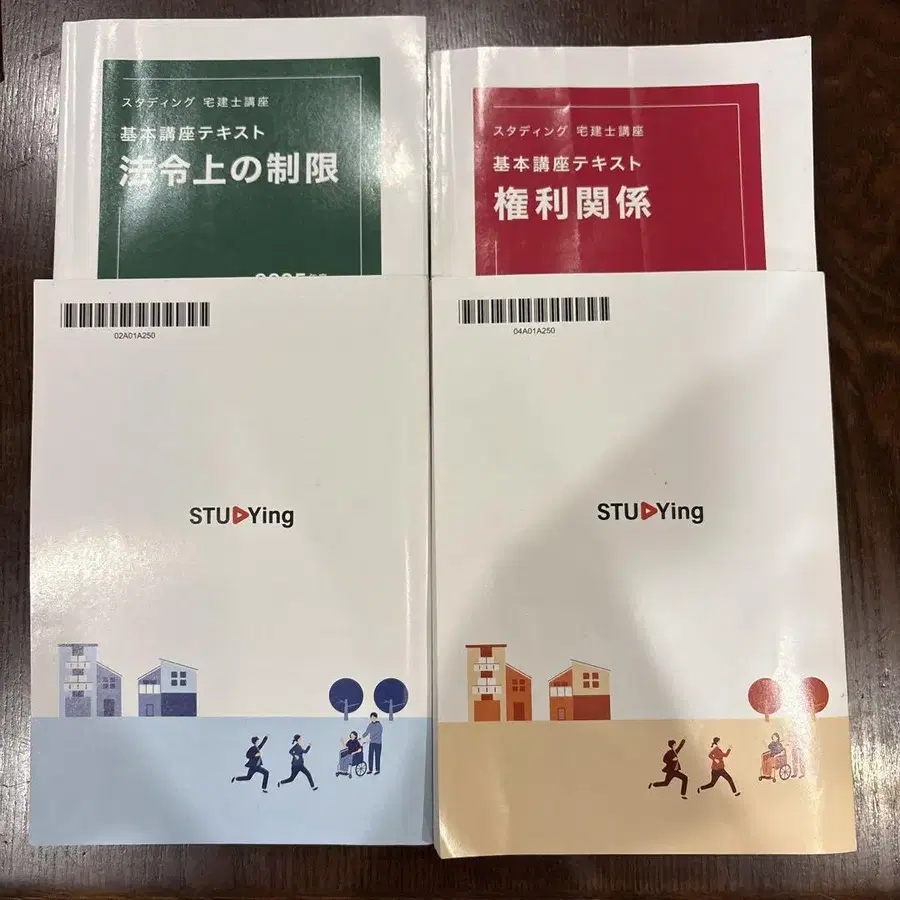 スタディング 宅建士講座
基本講座テキスト
法令上の制限
スタディング 宅建士講座
基本講座テキスト
権利関係
02A01A250
STUDYing
04A01A250
STUDYing